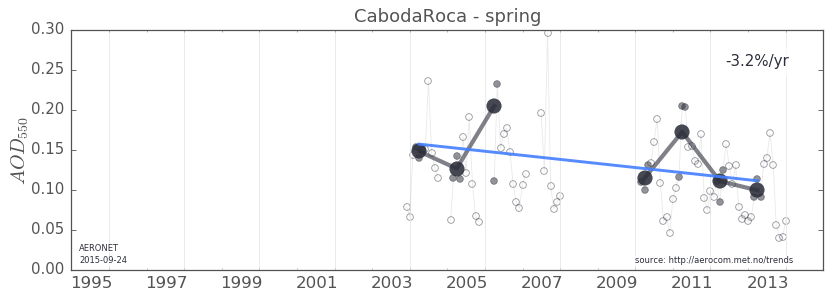 CabodaRoca - spring
0.30
0.25
0.20
0.15
0.10
0.05
0.00
AOD550
-3.2%/yr
AERONET
2015-09-24
source: http://aerocom.met.no/trends
1995 1997 1999 2001 2003 2005 2007 2009 2011 2013